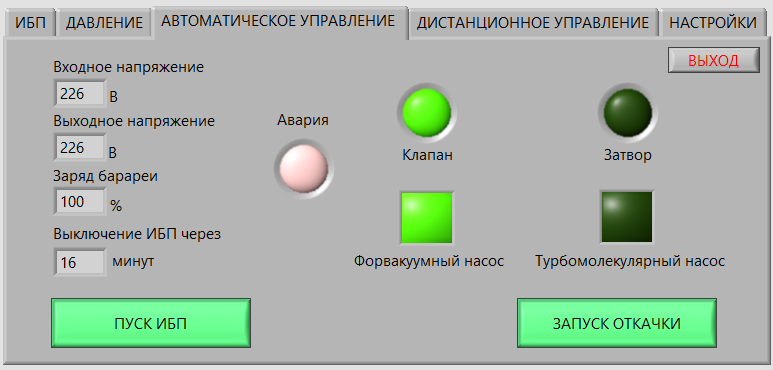 ИБП ДАВЛЕНИЕ АВТОМАТИЧЕСКОЕ УПРАВЛЕНИЕ ДИСТАНЦИОННОЕ УПРАВЛЕНИЕ НАСТРОЙКИ
ВЫХОД
Входное напряжение
226 В
Выходное напряжение
226 В
Заряд барареи
100 %
Выключение ИБП через
16 минут
Авария
Клапан
Затвор
Форвакуумный насос
Турбомолекулярный насос
ПУСК ИБП
ЗАПУСК ОТКАЧКИ